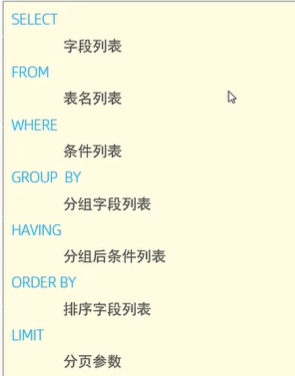 SELECT
字段列表
FROM
表名列表
WHERE
条件列表
GROUP BY
分组字段列表
HAVING
分组后条件列表
ORDER BY
排序字段列表
LIMIT
分页参数